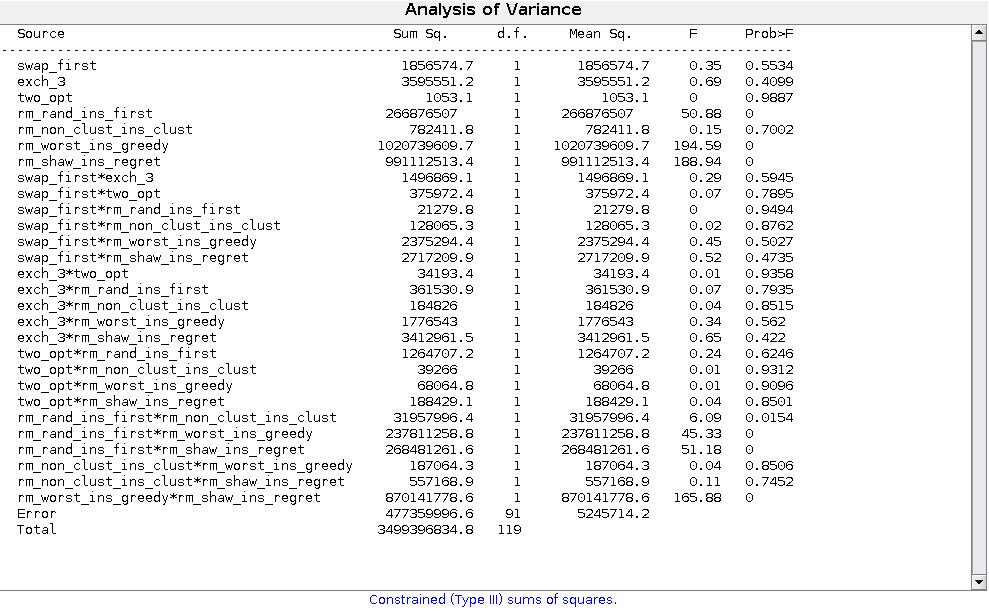 Analysis of Variance
Source Sum Sq. d.f. Mean Sq. F Prob>F
swap_first 1856574.7 1 1856574.7 0.35 0.5534
exch_3 3595551.2 1 3595551.2 0.69 0.4099
two_opt 1053.1 1 1053.1 0 0.9887
rm_rand_ins_first 266876507 1 266876507 50.88 0
rm_non_clust_ins_clust 782411.8 1 782411.8 0.15 0.7002
rm_worst_ins_greedy 1020739609.7 1 1020739609.7 194.59 0
rm_shaw_ins_regret 991112513.4 1 991112513.4 188.94 0
swap_first*exch_3 1496869.1 1 1496869.1 0.29 0.5945
swap_first*two_opt 375972.4 1 375972.4 0.07 0.7895
swap_first*rm_rand_ins_first 21279.8 1 21279.8 0 0.9494
swap_first*rm_non_clust_ins_clust 128065.3 1 128065.3 0.02 0.8762
swap_first*rm_worst_ins_greedy 2375294.4 1 2375294.4 0.45 0.5027
swap_first*rm_shaw_ins_regret 2717209.9 1 2717209.9 0.52 0.4735
exch_3*two_opt 34193.4 1 34193.4 0.01 0.9358
exch_3*rm_rand_ins_first 361530.9 1 361530.9 0.07 0.7935
exch_3*rm_non_clust_ins_clust 184826 1 184826 0.04 0.8515
exch_3*rm_worst_ins_greedy 1776543 1 1776543 0.34 0.562
exch_3*rm_shaw_ins_regret 3412961.5 1 3412961.5 0.65 0.422
two_opt*rm_rand_ins_first 1264707.2 1 1264707.2 0.24 0.6246
two_opt*rm_non_clust_ins_clust 39266 1 39266 0.01 0.9312
two_opt*rm_worst_ins_greedy 68064.8 1 68064.8 0.01 0.9096
two_opt*rm_shaw_ins_regret 188429.1 1 188429.1 0.04 0.8501
rm_rand_ins_first*rm_non_clust_ins_clust 31957996.4 1 31957996.4 6.09 0.0154
rm_rand_ins_first*rm_worst_ins_greedy 237811258.8 1 237811258.8 45.33 0
rm_rand_ins_first*rm_shaw_ins_regret 268481261.6 1 268481261.6 51.18 0
rm_non_clust_ins_clust*rm_worst_ins_greedy 187064.3 1 187064.3 0.04 0.8506
rm_non_clust_ins_clust*rm_shaw_ins_regret 557168.9 1 557168.9 0.11 0.7452
rm_worst_ins_greedy*rm_shaw_ins_regret 870141778.6 1 870141778.6 165.88 0
Error 477359996.6 91 5245714.2
Total 3499396834.8 119
Constrained (Type III) sums of squares.